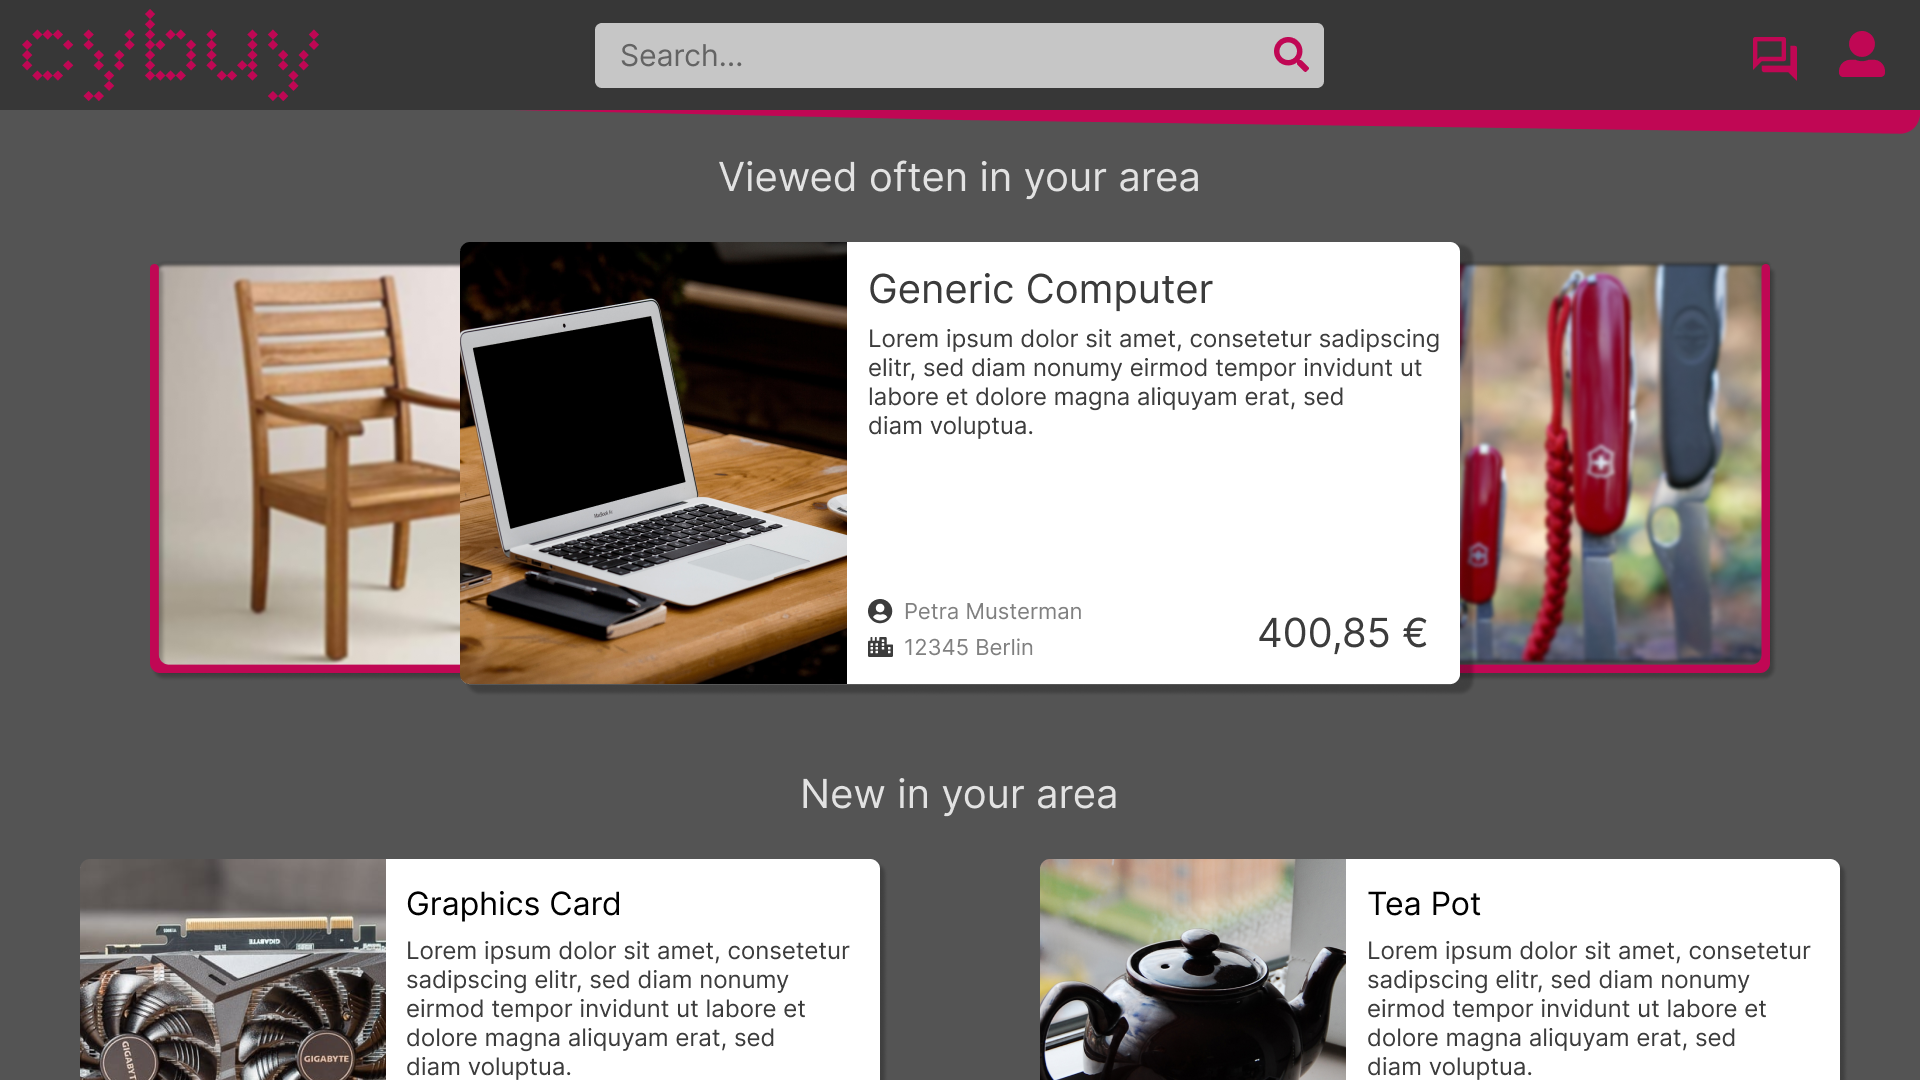 cybuy
Search...
Viewed often in your area
Generic Computer
Lorem ipsum dolor sit amet, consetetur sadipscing
elitr, sed diam nonumy eirmod tempor invidunt ut
labore et dolore magna aliquyam erat, sed
diam voluptua.
MacBook Air
Petra Musterman
12345 Berlin
400,85 €
New in your area
Graphics Card
Lorem ipsum dolor sit amet, consetetur
sadipscing elitr, sed diam nonumy
eirmod tempor invidunt ut labore et
dolore magna aliquyam erat, sed
diam voluptua.
GIGABYTE
GIGABYTE
Tea Pot
Lorem ipsum dolor sit amet, consetetur
sadipscing elitr, sed diam nonumy
eirmod tempor invidunt ut labore et
dolore magna aliquyam erat, sed
diam voluptua.